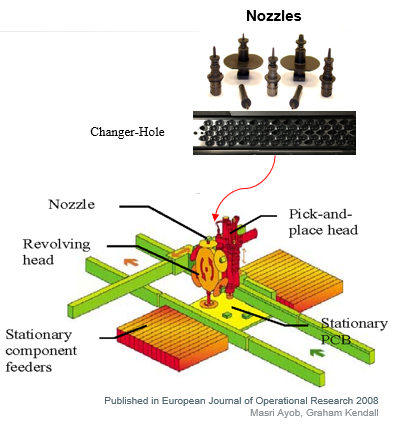 Nozzles
Changer-Hole
Nozzle
Pick-and-
place head
Revolving
head
Stationary
component
feeders
Stationary
PCB
Published in European Journal of Operational Research 2008
Masri Ayob, Graham Kendall